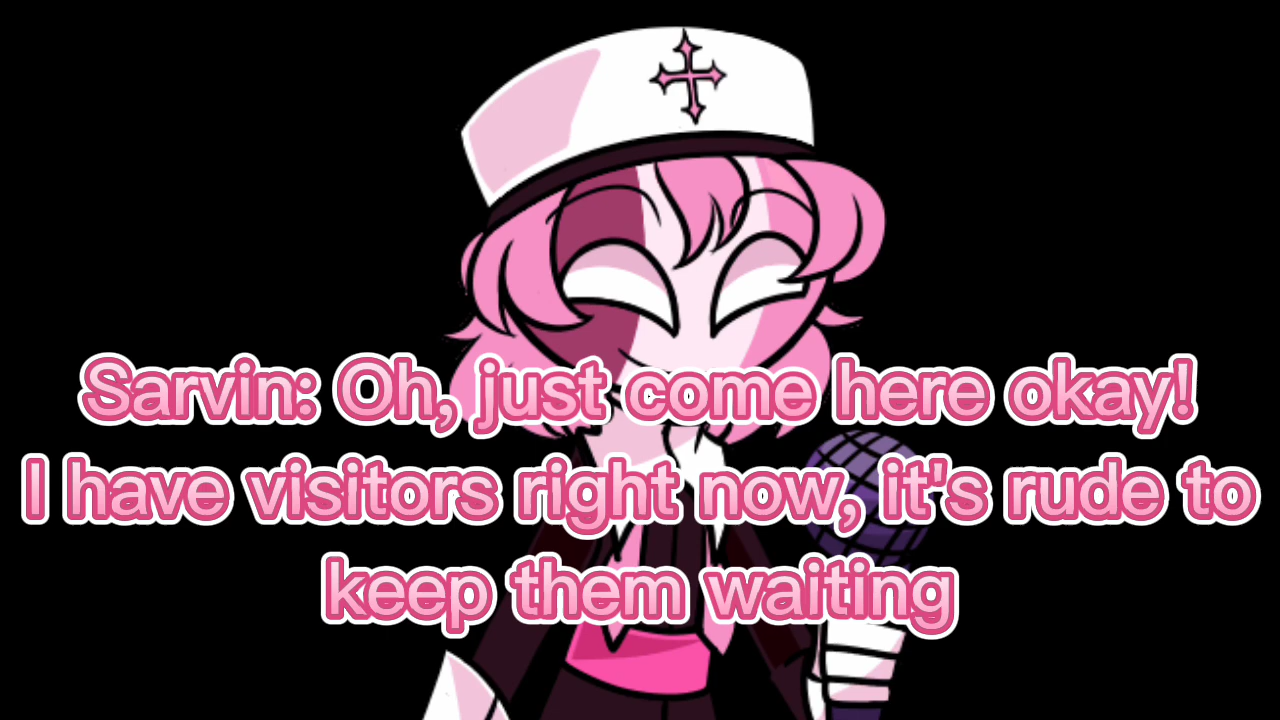 Sarvin: Oh, just come here okay!
I have visitors right now, it's rude to
keep them waiting